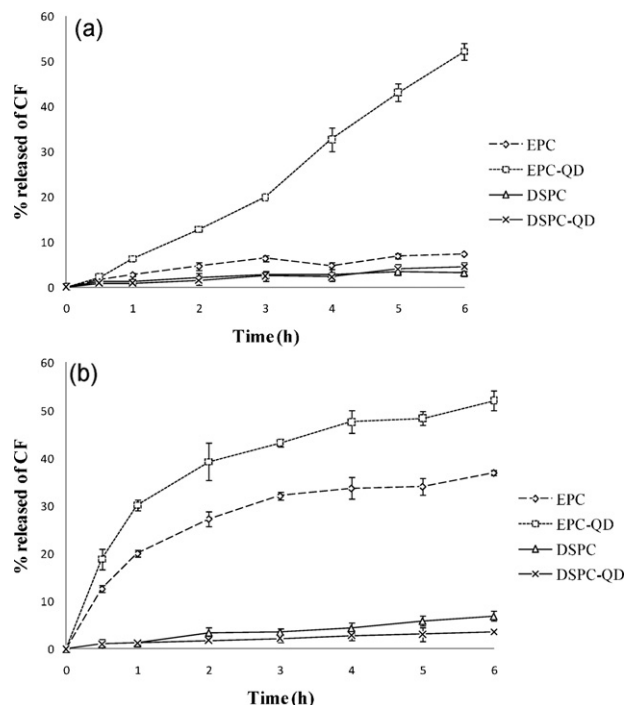 (a)
% released of CF
60
50
40
30
20
10
0
0 1 2 3 4 5 6
Time (h)
EPC
EPC-QD
DSPC
DSPC-QD
(b)
% released of CF
60
50
40
30
20
10
0
0 1 2 3 4 5 6
Time (h)
EPC
EPC-QD
DSPC
DSPC-QD